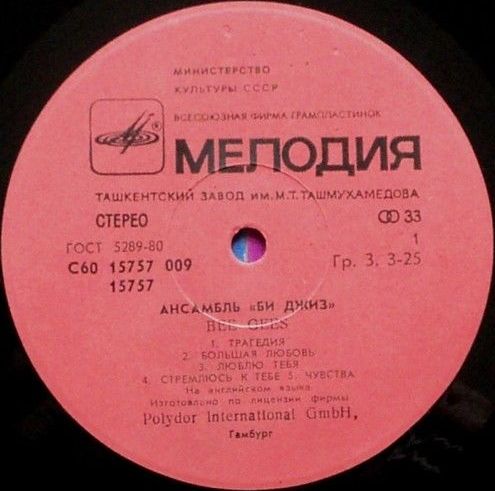 МИНИСТЕРСТВО
КУЛЬТУРЫ СССР
ВСЕСОЮЗНАЯ ФИРМА ГРАМПЛАСТИНОК
МЕЛОДИЯ
ТАШКЕНТСКИЙ ЗАВОД ИМ. М.Т. ТАШМУХАМЕДОВА
СТЕРЕО 33
ГОСТ 5289-80 1
С60 15757 009 Гр. 3. 3-25
15757
АНСАМБЛЬ «БИ ДЖИЗ»
BEE GEES
1. ТРАГЕДИЯ
2. БОЛЬШАЯ ЛЮБОВЬ
3. ЛЮБЛЮ ТЕБЯ
4. СТРЕМЛЮСЬ К ТЕБЕ 5. ЧУВСТВА
На английском языке.
Изготовлено по лицензии фирмы
Polydor International GmbH,
Гамбург